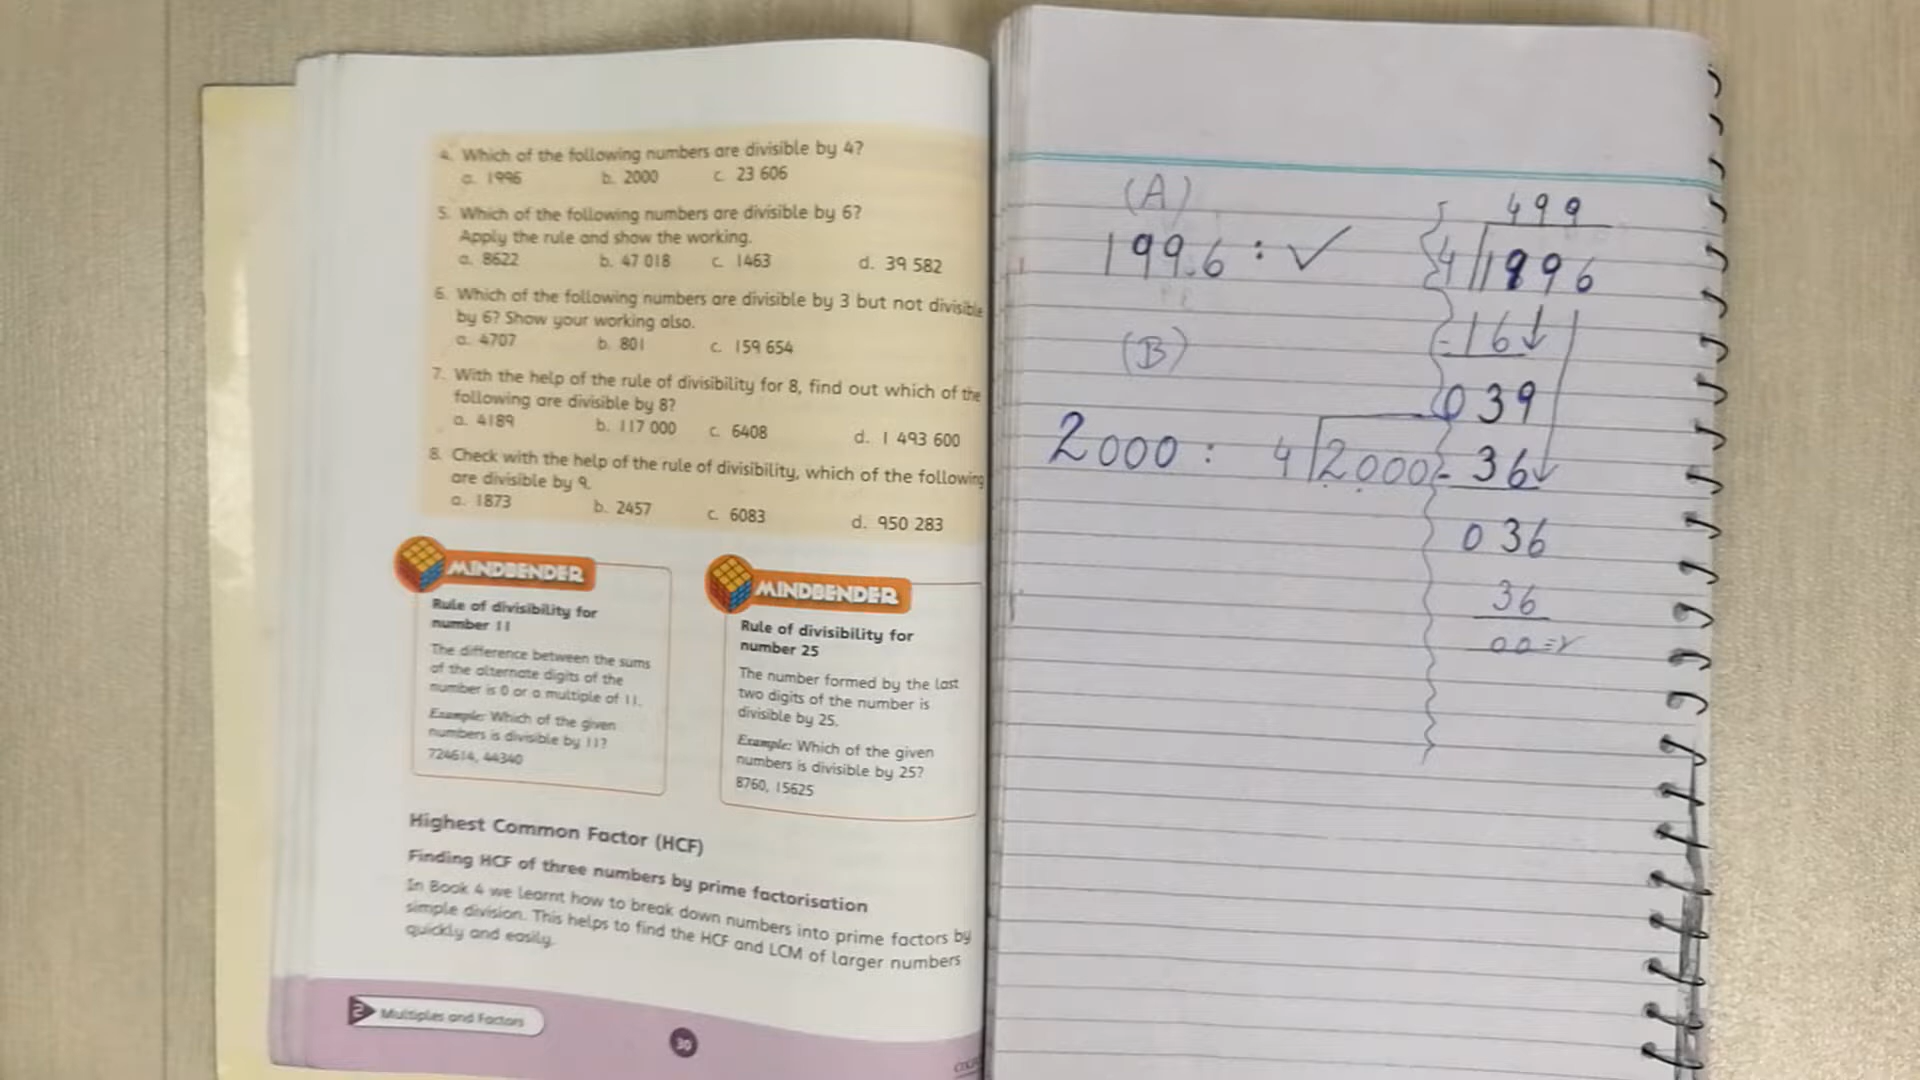 4. Which of the following numbers are divisible by 4?
a. 1996 b. 2000 c. 23 606
5. Which of the following numbers are divisible by 6?
Apply the rule and show the working.
a. 8622 b. 47 018 c. 1463 d. 39 582
6. Which of the following numbers are divisible by 3 but not divisible
by 6? Show your working also.
a. 4707 b. 801 c. 159 654
7. With the help of the rule of divisibility for 8, find out which of the
following are divisible by 8?
a. 4189 b. 117 000 c. 6408 d. 1 493 600
8. Check with the help of the rule of divisibility, which of the following
are divisible by 9.
a. 1873 b. 2457 c. 6083 d. 950 283
MINDBENDER
Rule of divisibility for
number 11
The difference between the sums
of the alternate digits of the
number is 0 or a multiple of 11.
Example: Which of the given
numbers is divisible by 11?
724614, 44340
MINDBENDER
Rule of divisibility for
number 25
The number formed by the last
two digits of the number is
divisible by 25.
Example: Which of the given
numbers is divisible by 25?
8760, 15625
Highest Common Factor (HCF)
Finding HCF of three numbers by prime factorisation
In Book 4 we learnt how to break down numbers into prime factors by
simple division. This helps to find the HCF and LCM of larger numbers
quickly and easily.
2 Multiples and Factors
30
(A)
1996 : ✓
499
4 1996
- 16
039
- 36
036
36
00
(B)
2000 : 4 2000